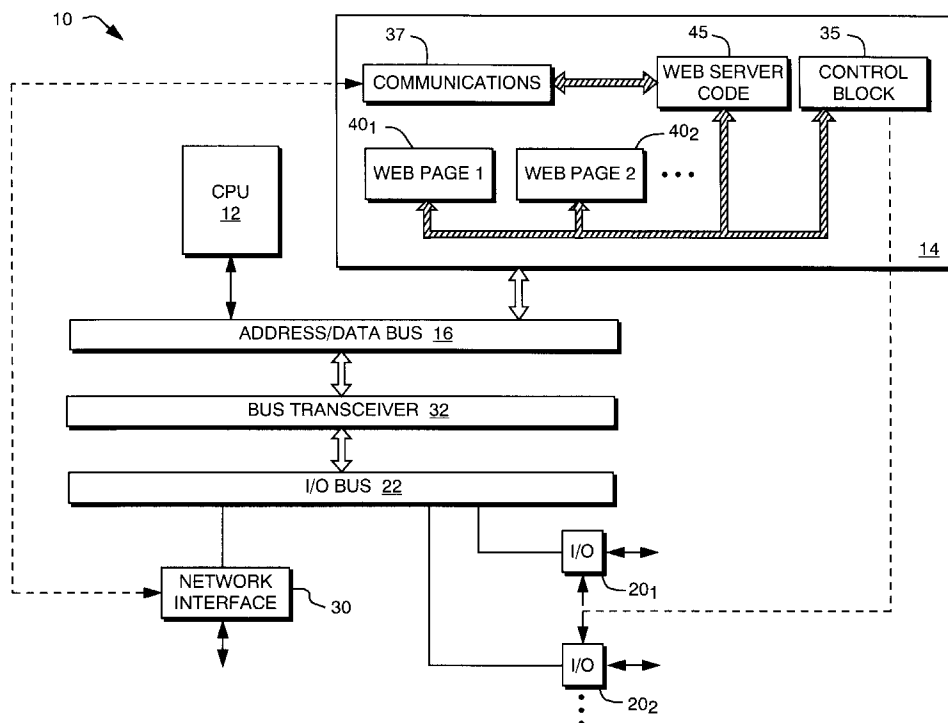 10
37
45
35
COMMUNICATIONS
WEB SERVER
CODE
CONTROL
BLOCK
40₁
40₂
WEB PAGE 1
WEB PAGE 2
• • •
CPU
12
14
ADDRESS/DATA BUS 16
BUS TRANSCEIVER 32
I/O BUS 22
I/O
20₁
NETWORK
INTERFACE
30
I/O
20₂